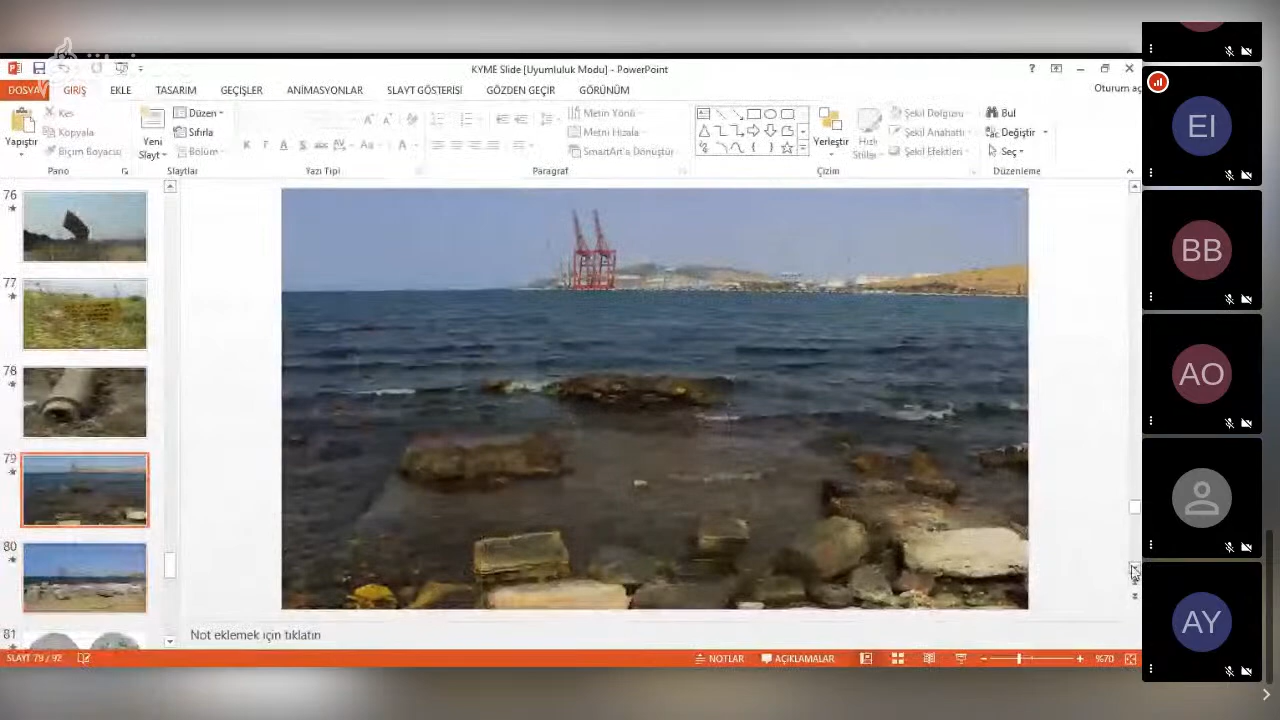 KYME Slide [Uyumluluk Modu] - PowerPoint
DOSYA GİRİŞ EKLE TASARIM GEÇİŞLER ANİMASYONLAR SLAYT GÖSTERİSİ GÖZDEN GEÇİR GÖRÜNÜM Oturum aç
Yapıştır
Kes
Kopyala
Biçim Boyacısı
Pano
Yeni
Slayt
Düzen
Sıfırla
Bölüm
Slaytlar
Yazı Tipi
Metin Yönü
Metni Hizala
SmartArt'a Dönüştür
Paragraf
Yerleştir
Hızlı
Stiller
Şekil Dolgusu
Şekil Anahattı
Şekil Efektleri
Çizim
Bul
Değiştir
Seç
Düzenleme
76
77
78
79
80
81
Not eklemek için tıklatın
SLAYT 79 / 92
NOTLAR AÇIKLAMALAR %70
EI
BB
AO
AY